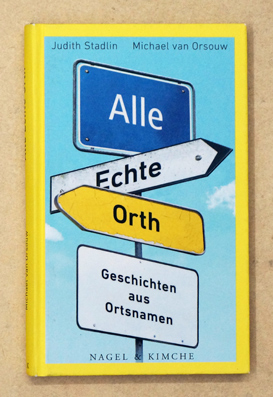 Judith Stadlin Michael van Orsouw
Alle
Echte
Orth
Geschichten
aus
Ortsnamen
NAGEL & KIMCHE